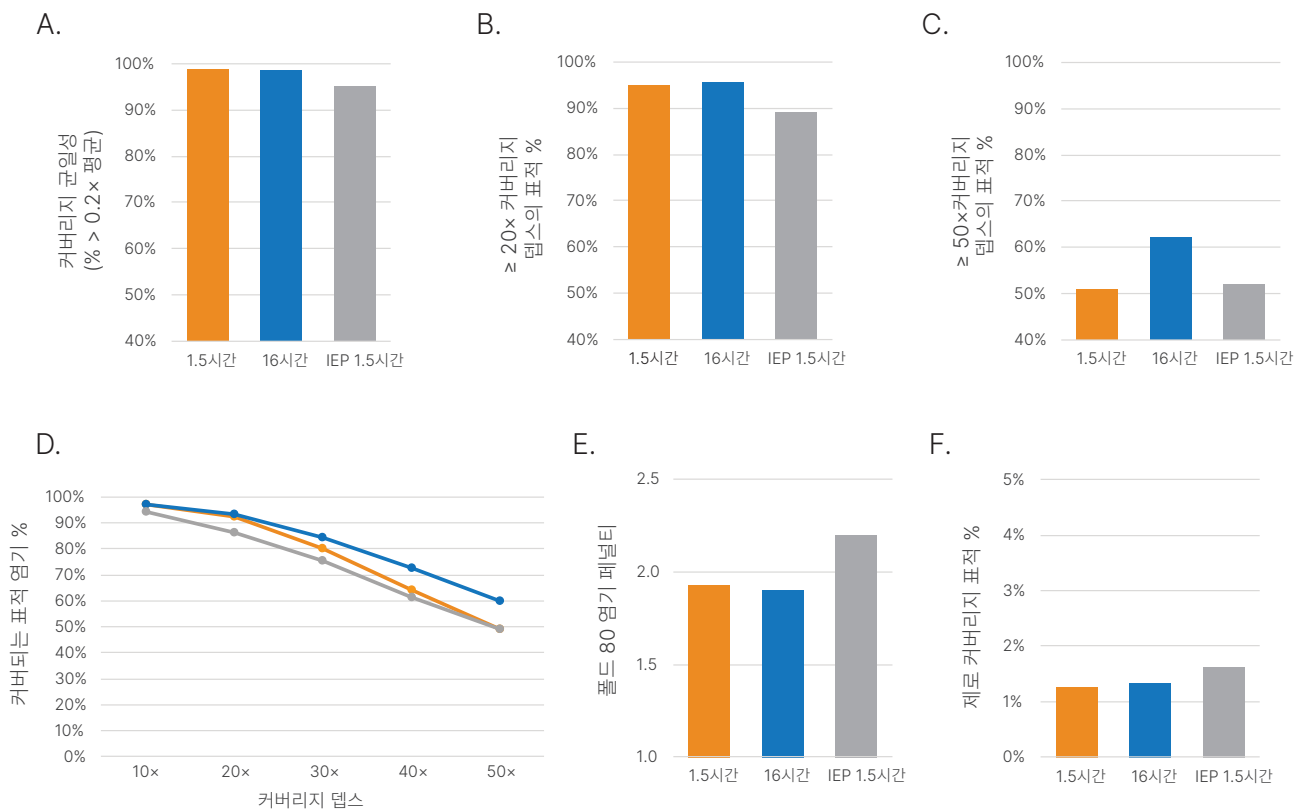 A.
커버리지 균일성
(% > 0.2× 평균)
100%
90%
80%
70%
60%
50%
40%
1.5시간
16시간
IEP 1.5시간
B.
≥ 20× 커버리지
뎁스의 표적 %
100%
90%
80%
70%
60%
50%
40%
1.5시간
16시간
IEP 1.5시간
C.
≥ 50×커버리지
뎁스의 표적 %
100%
90%
80%
70%
60%
50%
40%
1.5시간
16시간
IEP 1.5시간
D.
커버되는 표적 염기 %
100%
90%
80%
70%
60%
50%
40%
30%
20%
10%
0%
10×
20×
30×
40×
50×
커버리지 뎁스
E.
폴드 80 염기 페널티
2.5
2.0
1.5
1.0
1.5시간
16시간
IEP 1.5시간
F.
제로 커버리지 표적 %
5%
4%
3%
2%
1%
0%
1.5시간
16시간
IEP 1.5시간